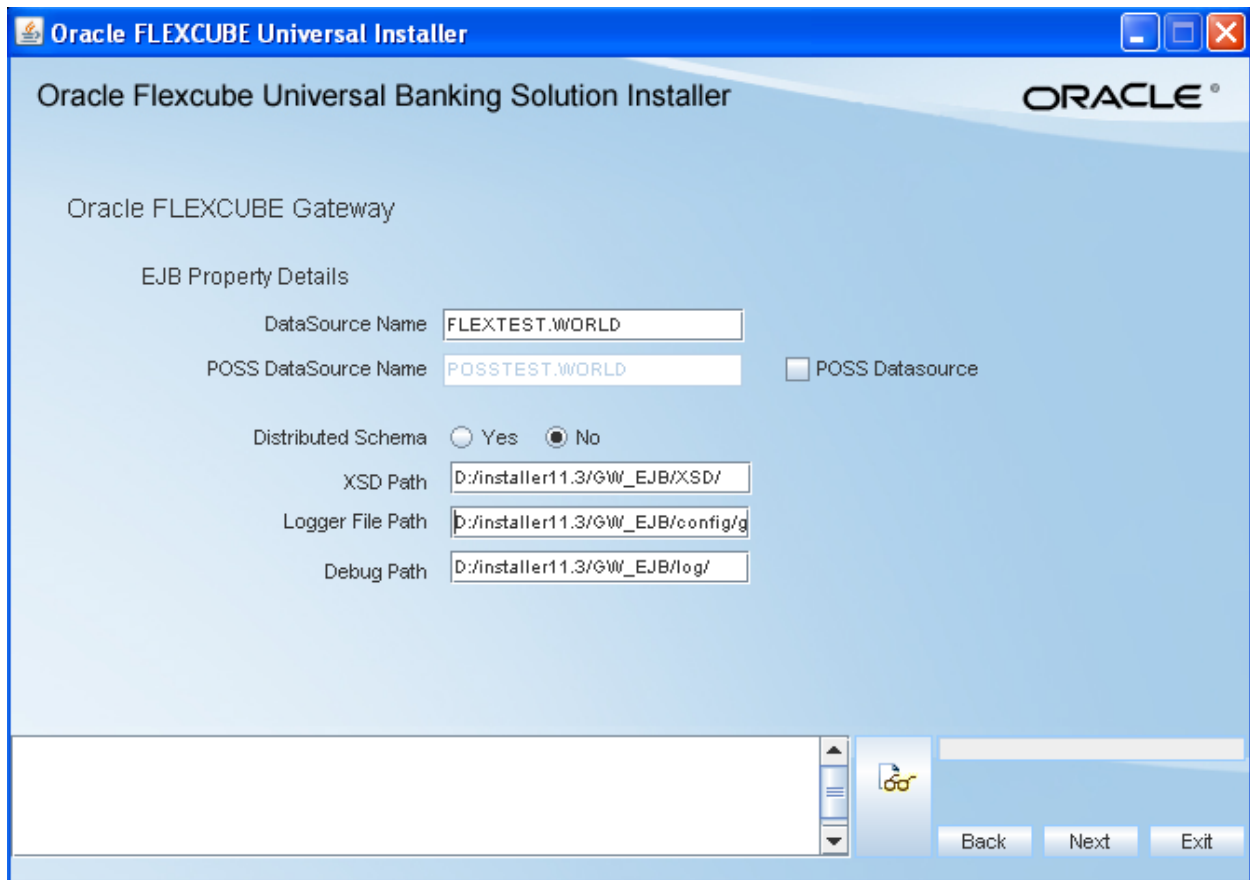 Oracle FLEXCUBE Universal Installer
Oracle Flexcube Universal Banking Solution Installer
ORACLE®
Oracle FLEXCUBE Gateway
EJB Property Details
DataSource Name FLEXTEST.WORLD
POSS DataSource Name POSSTEST.WORLD POSS Datasource
Distributed Schema Yes No
XSD Path D:/installer11.3/GW_EJB/XSD/
Logger File Path D:/installer11.3/GW_EJB/config/g
Debug Path D:/installer11.3/GW_EJB/log/
Back Next Exit